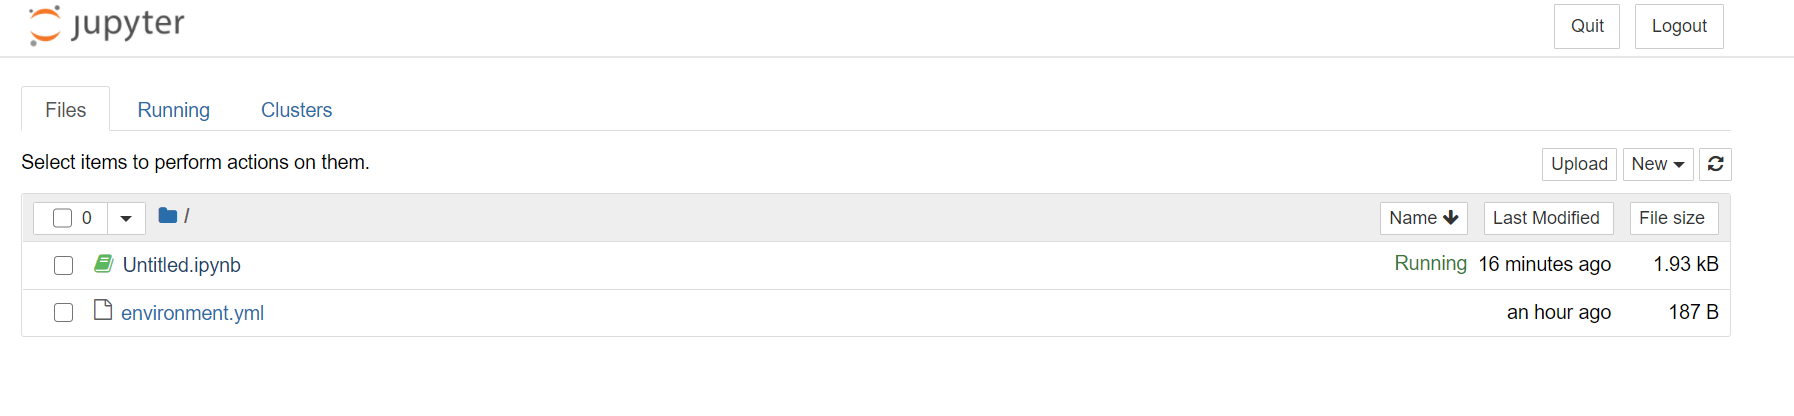 jupyter
Quit Logout
Files Running Clusters
Select items to perform actions on them.
Upload New
0 / Name Last Modified File size
Untitled.ipynb Running 16 minutes ago 1.93 kB
environment.yml an hour ago 187 B